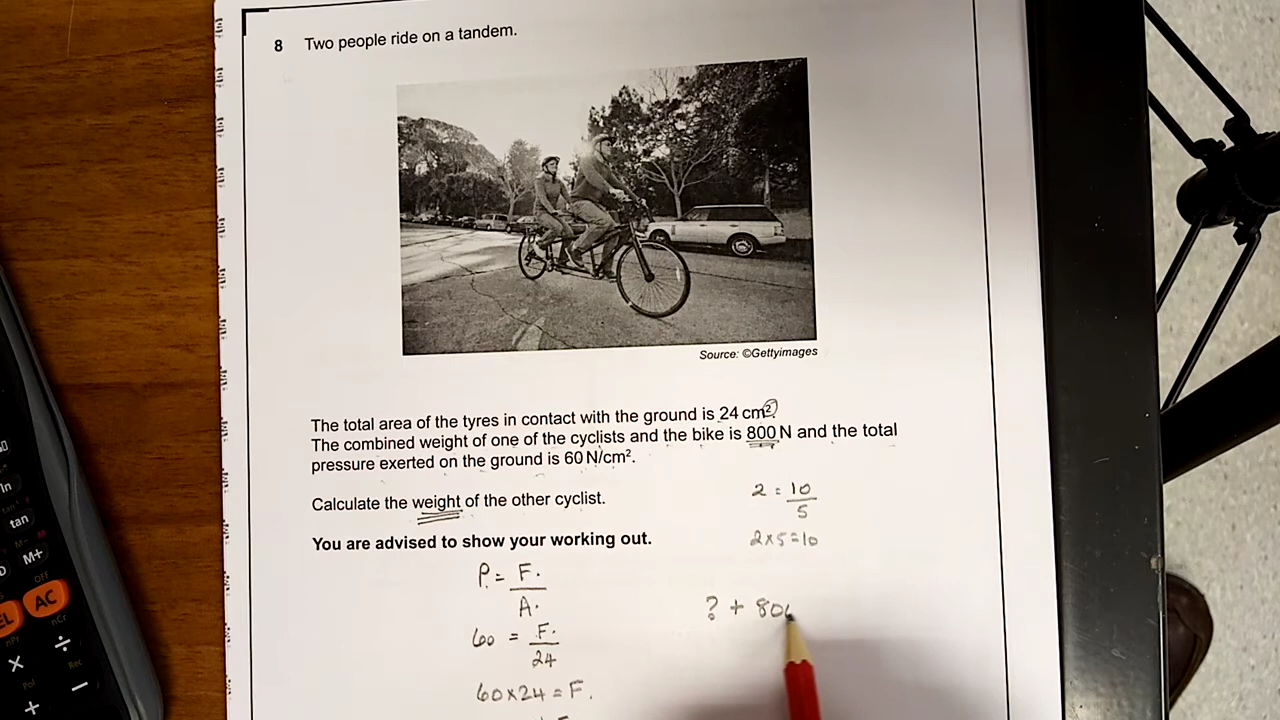 8 Two people ride on a tandem.
Source: ©Gettyimages
The total area of the tyres in contact with the ground is 24 cm².
The combined weight of one of the cyclists and the bike is 800 N and the total
pressure exerted on the ground is 60 N/cm².
Calculate the weight of the other cyclist.
You are advised to show your working out.
P = F
A
60 = F
24
60×24 = F.
2 = 10
5
2×5=10
? + 800
ln
tan
M+
AC
÷
×
−
+